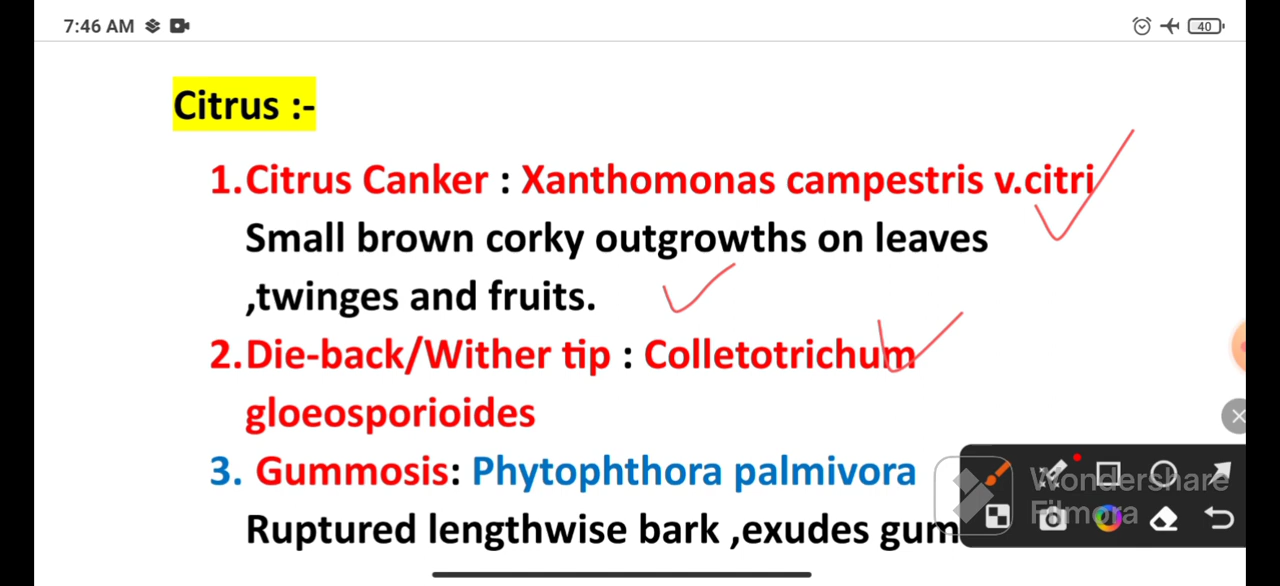 7:46 AM
40
Citrus :-
1.Citrus Canker : Xanthomonas campestris v.citri
Small brown corky outgrowths on leaves
,twinges and fruits.
2.Die-back/Wither tip : Colletotrichum
gloeosporioides
3. Gummosis: Phytophthora palmivora
Ruptured lengthwise bark ,exudes gum
Wondershare
Filmora